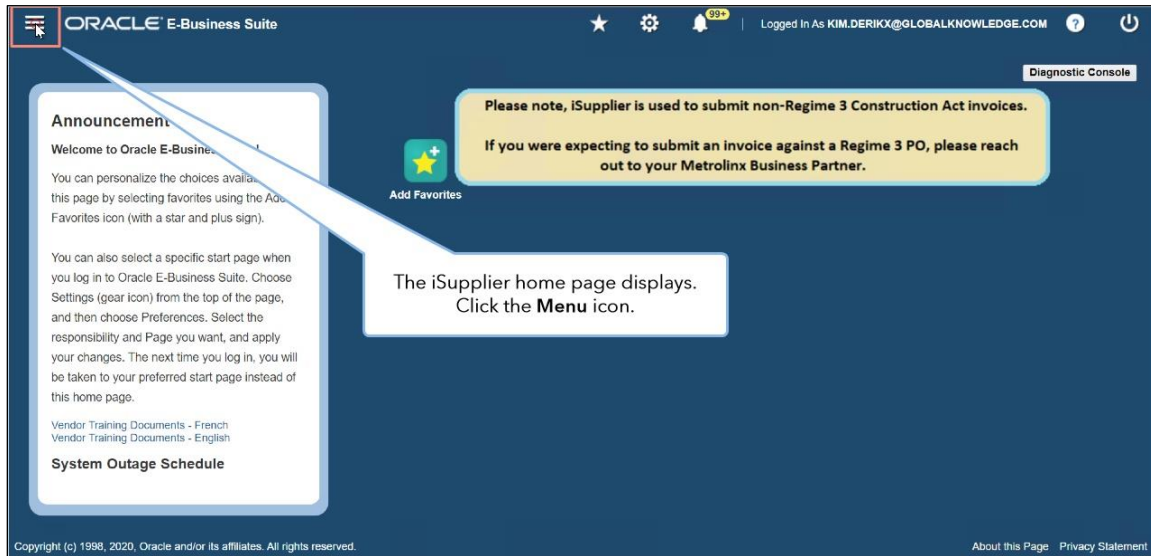 ORACLE E-Business Suite
99+
Logged In As KIM.DERIKX@GLOBALKNOWLEDGE.COM
?
Diagnostic Console
Announcement
Welcome to Oracle E-Business
You can personalize the choices
this page by selecting favorites using the
Favorites icon (with a star and plus sign).
You can also select a specific start page when
you log in to Oracle E-Business Suite. Choose
Settings (gear icon) from the top of the page,
and then choose Preferences. Select the
responsibility and Page you want, and apply
your changes. The next time you log in, you will
be taken to your preferred start page instead of
this home page.
Vendor Training Documents - French
Vendor Training Documents - English
System Outage Schedule
Add Favorites
Please note, iSupplier is used to submit non-Regime 3 Construction Act invoices.
If you were expecting to submit an invoice against a Regime 3 PO, please reach
out to your Metrolinx Business Partner.
The iSupplier home page displays.
Click the Menu icon.
Copyright (c) 1998, 2020, Oracle and/or its affiliates. All rights reserved.
About this Page Privacy Statement